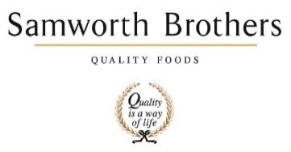 Samworth Brothers
QUALITY FOODS
Quality
is a way
of life